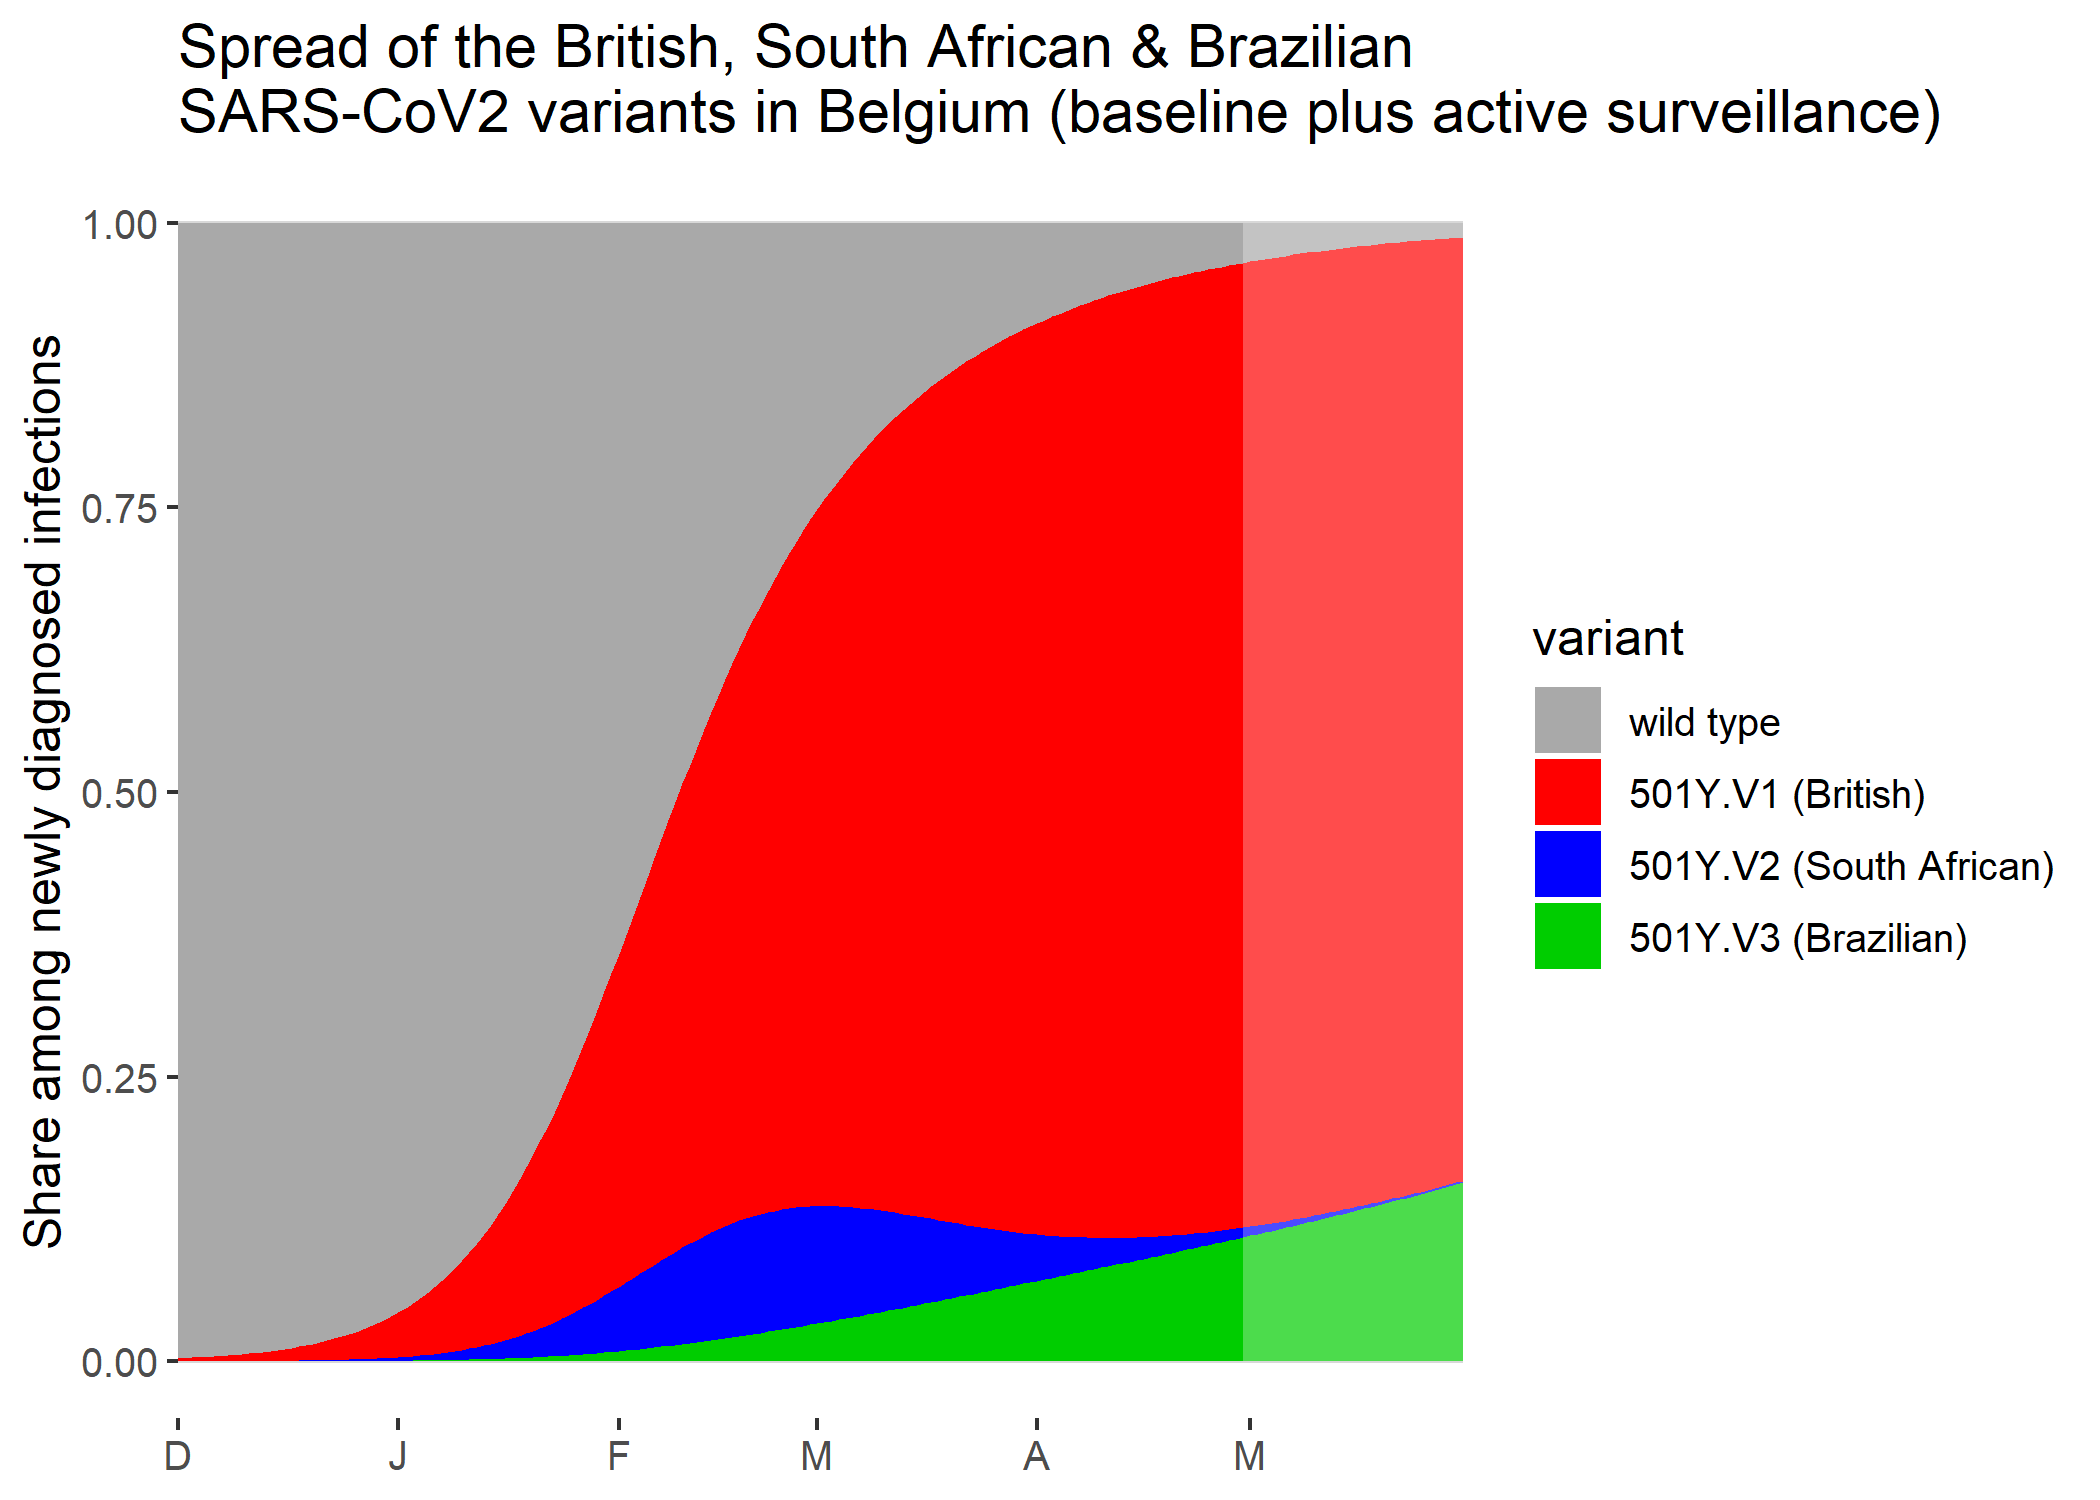 Spread of the British, South African & Brazilian
SARS-CoV2 variants in Belgium (baseline plus active surveillance)
Share among newly diagnosed infections
1.00
0.75
0.50
0.25
0.00
D J F M A M
variant
wild type
501Y.V1 (British)
501Y.V2 (South African)
501Y.V3 (Brazilian)